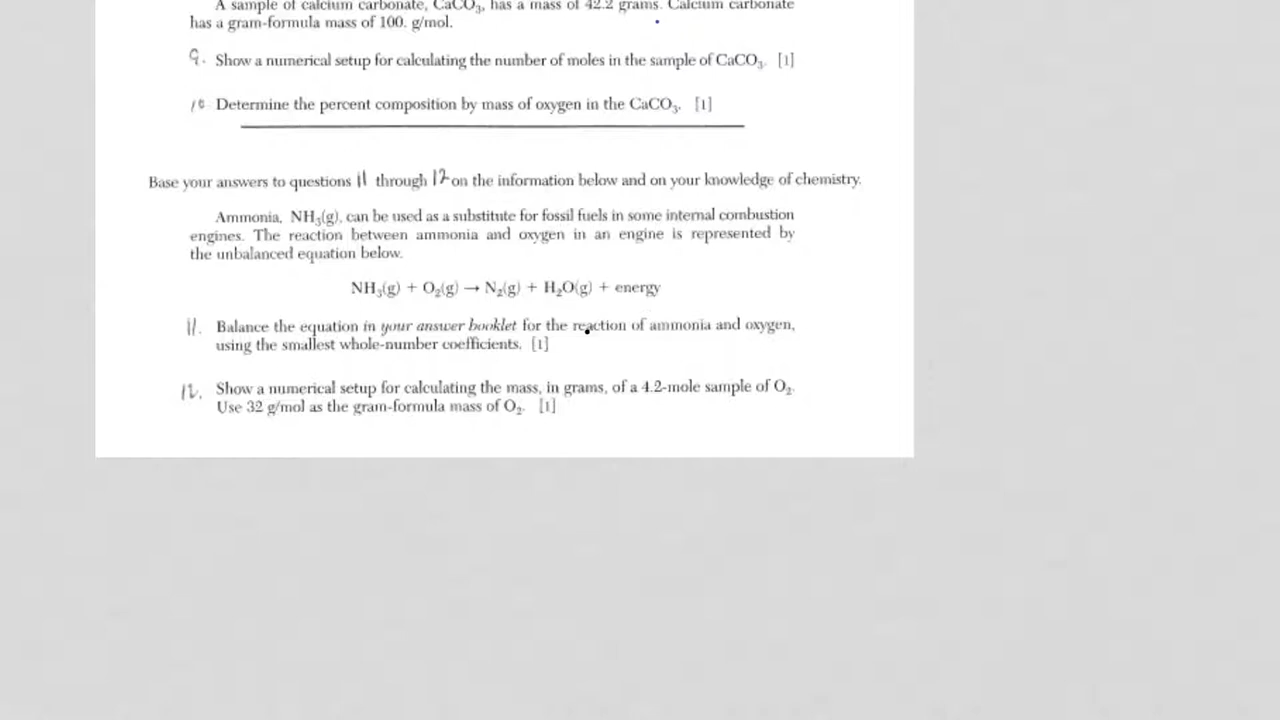 A sample of calcium carbonate, CaCO₃, has a mass of 42.2 grams. Calcium carbonate
has a gram-formula mass of 100. g/mol.
9. Show a numerical setup for calculating the number of moles in the sample of CaCO₃. [1]
10 Determine the percent composition by mass of oxygen in the CaCO₃. [1]
Base your answers to questions 11 through 12 on the information below and on your knowledge of chemistry.
Ammonia, NH₃(g), can be used as a substitute for fossil fuels in some internal combustion
engines. The reaction between ammonia and oxygen in an engine is represented by
the unbalanced equation below.
NH₃(g) + O₂(g) → N₂(g) + H₂O(g) + energy
11. Balance the equation in your answer booklet for the reaction of ammonia and oxygen,
using the smallest whole-number coefficients. [1]
12. Show a numerical setup for calculating the mass, in grams, of a 4.2-mole sample of O₂.
Use 32 g/mol as the gram-formula mass of O₂. [1]